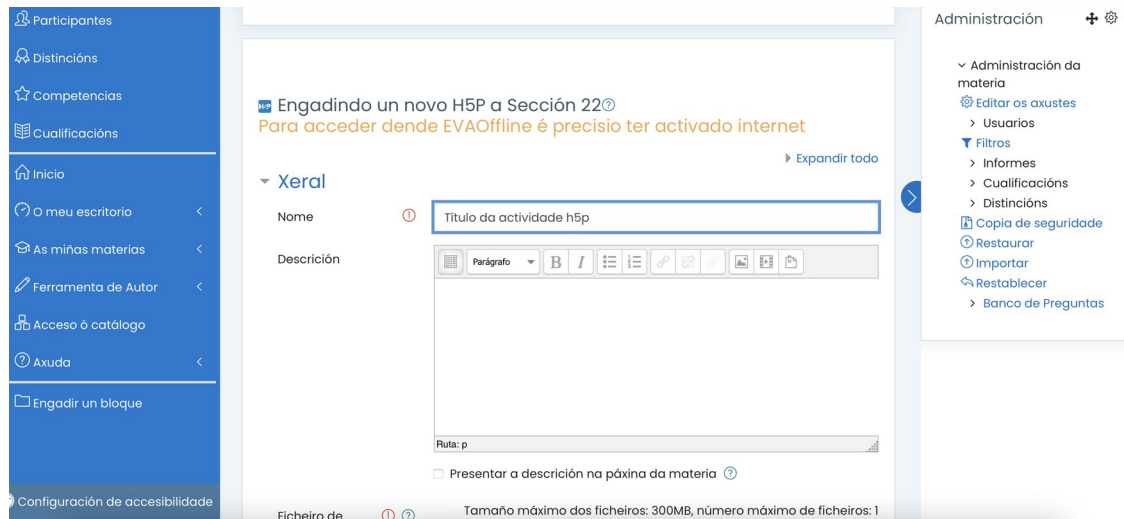 Participantes
Distincións
Competencias
Cualificacións
Inicio
O meu escritorio
As miñas materias
Ferramenta de Autor
Acceso ó catálogo
Axuda
Engadir un bloque
Configuración de accesibilidade
H5P Engadindo un novo H5P a Sección 22
Para acceder dende EVAOffline é precisio ter activado internet
Expandir todo
Xeral
Nome
Título da actividade h5p
Descrición
Parágrafo B I
Ruta: p
Presentar a descrición na páxina da materia
Ficheiro de
Tamaño máximo dos ficheiros: 300MB, número máximo de ficheiros: 1
Administración
Administración da
materia
Editar os axustes
Usuarios
Filtros
Informes
Cualificacións
Distincións
Copia de seguridade
Restaurar
Importar
Restablecer
Banco de Preguntas